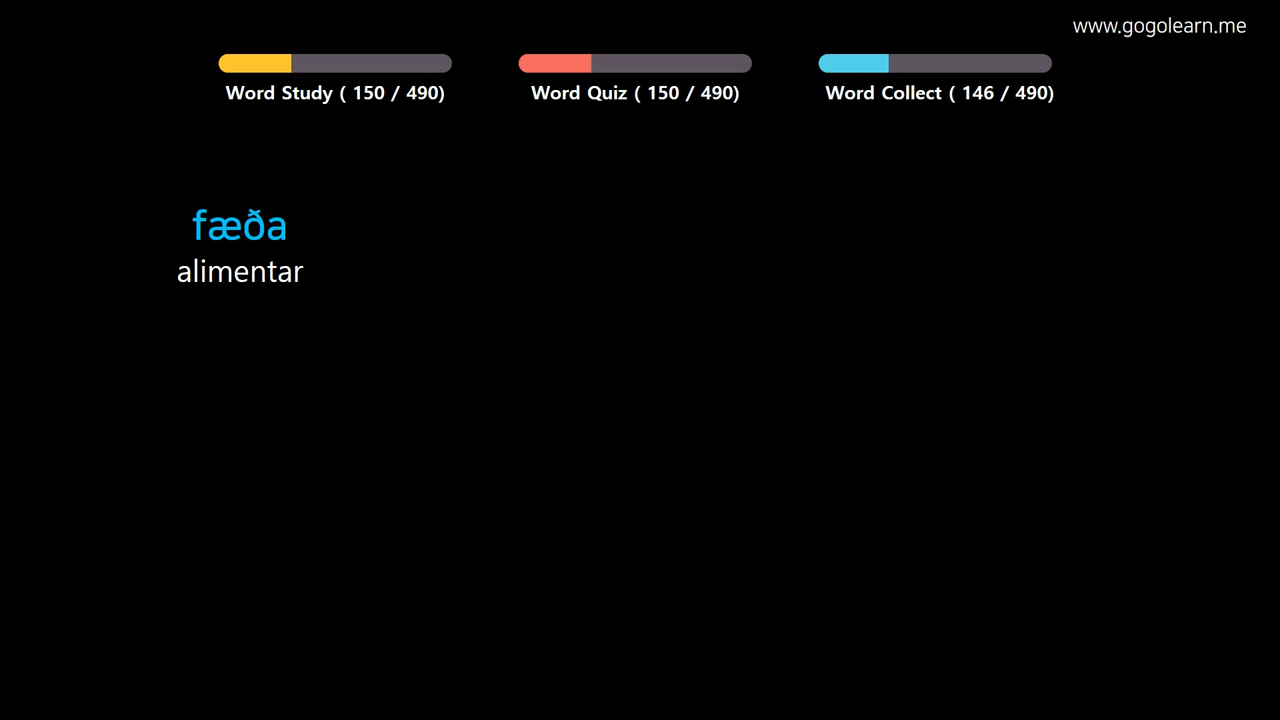 www.gogolearn.me
Word Study ( 150 / 490)
Word Quiz ( 150 / 490)
Word Collect ( 146 / 490)
fæða
alimentar